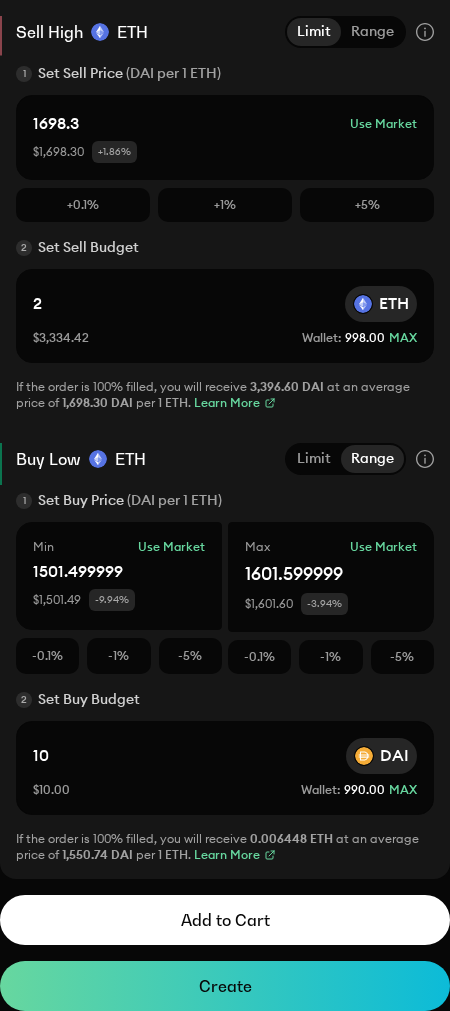 Sell High ETH Limit Range
1 Set Sell Price (DAI per 1 ETH)
1698.3 Use Market
$1,698.30 +1.86%
+0.1% +1% +5%
2 Set Sell Budget
2 ETH
$3,334.42 Wallet: 998.00 MAX
If the order is 100% filled, you will receive 3,396.60 DAI at an average
price of 1,698.30 DAI per 1 ETH. Learn More
Buy Low ETH Limit Range
1 Set Buy Price (DAI per 1 ETH)
Min Use Market Max Use Market
1501.499999 1601.599999
$1,501.49 -9.94% $1,601.60 -3.94%
-0.1% -1% -5% -0.1% -1% -5%
2 Set Buy Budget
10 DAI
$10.00 Wallet: 990.00 MAX
If the order is 100% filled, you will receive 0.006448 ETH at an average
price of 1,550.74 DAI per 1 ETH. Learn More
Add to Cart
Create